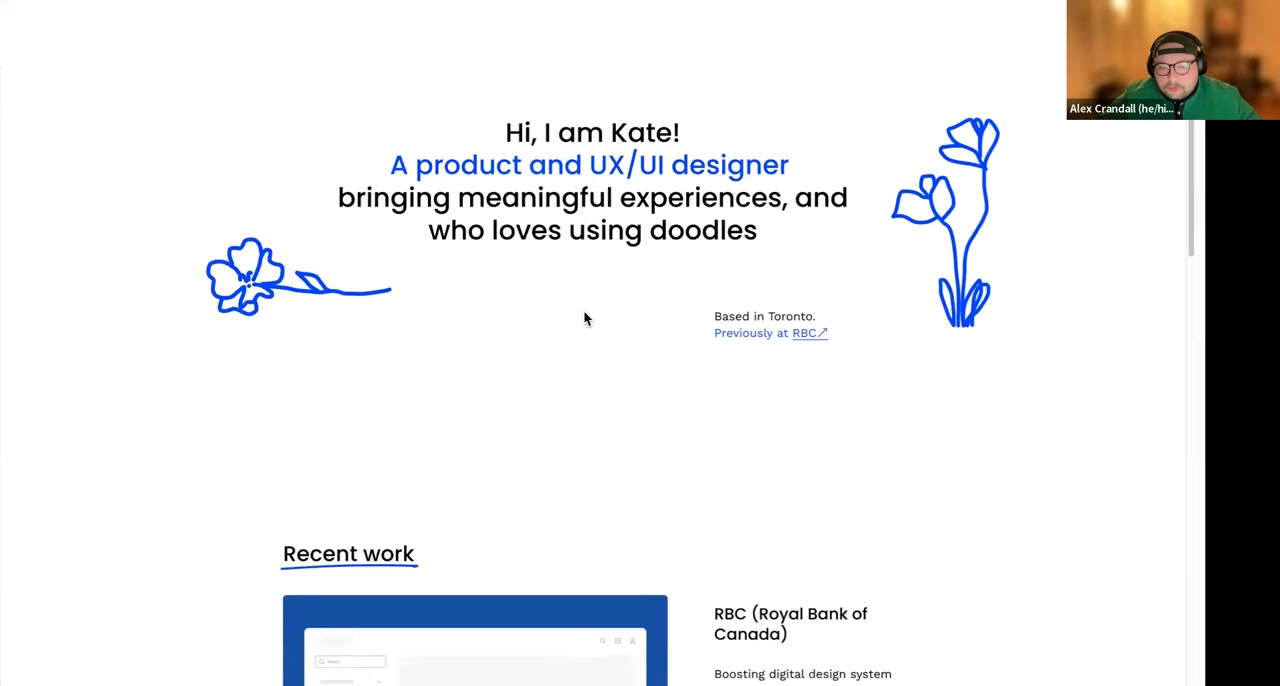 Alex Crandall (he/hi...
Hi, I am Kate!
A product and UX/UI designer
bringing meaningful experiences, and
who loves using doodles
Based in Toronto.
Previously at RBC↗
Recent work
RBC (Royal Bank of
Canada)
Boosting digital design system
Search